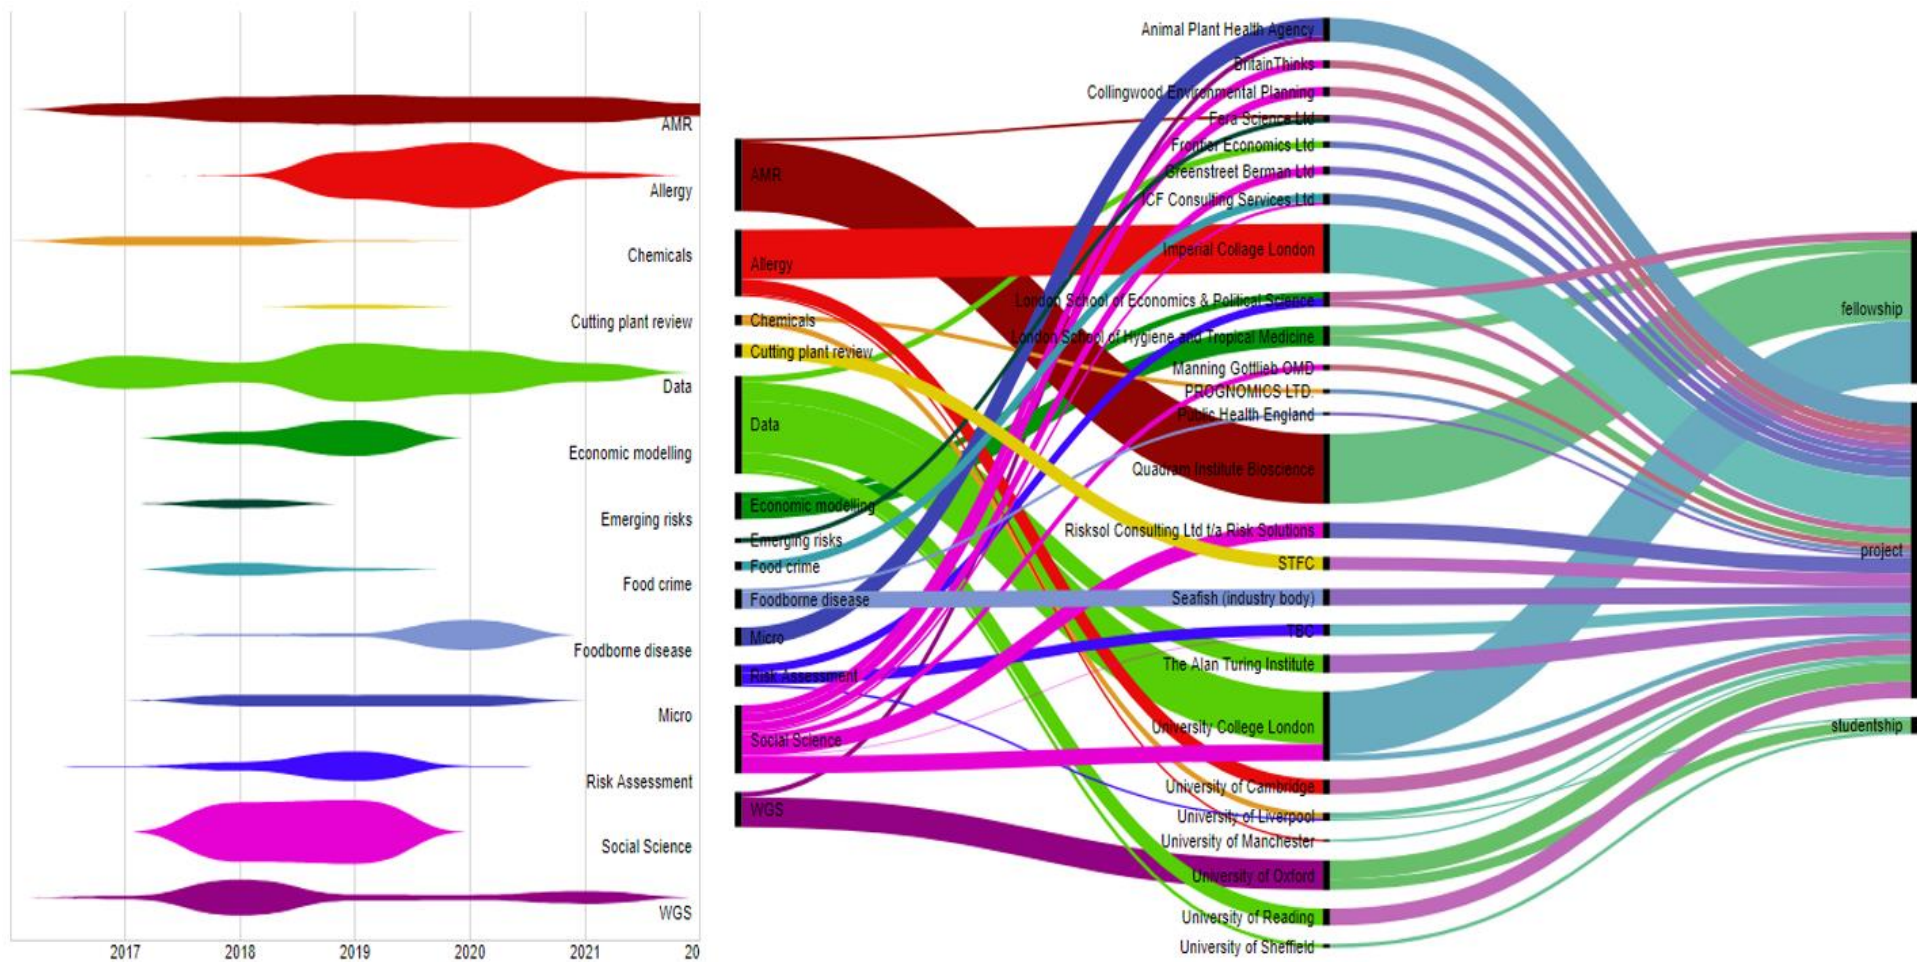 AMR
Allergy
Chemicals
Cutting plant review
Data
Economic modelling
Emerging risks
Food crime
Foodborne disease
Micro
Risk Assessment
Social Science
WGS
2017
2018
2019
2020
2021
20
AMR
Allergy
Chemicals
Cutting plant review
Data
Economic modelling
Emerging risks
Food crime
Foodborne disease
Micro
Risk Assessment
Social Science
WGS
Animal Plant Health Agency
BritainThinks
Collingwood Environmental Planning
Fera Science Ltd
Frontier Economics Ltd
Greenstreet Berman Ltd
ICF Consulting Services Ltd
Imperial Collage London
London School of Economics & Political Science
London School of Hygiene and Tropical Medicine
Manning Gottlieb OMD
PROGNOMICS LTD.
Public Health England
Quadram Institute Bioscience
Risksol Consulting Ltd t/a Risk Solutions
STFC
Seafish (industry body)
TBC
The Alan Turing Institute
University College London
University of Cambridge
University of Liverpool
University of Manchester
University of Oxford
University of Reading
University of Sheffield
fellowship
project
studentship